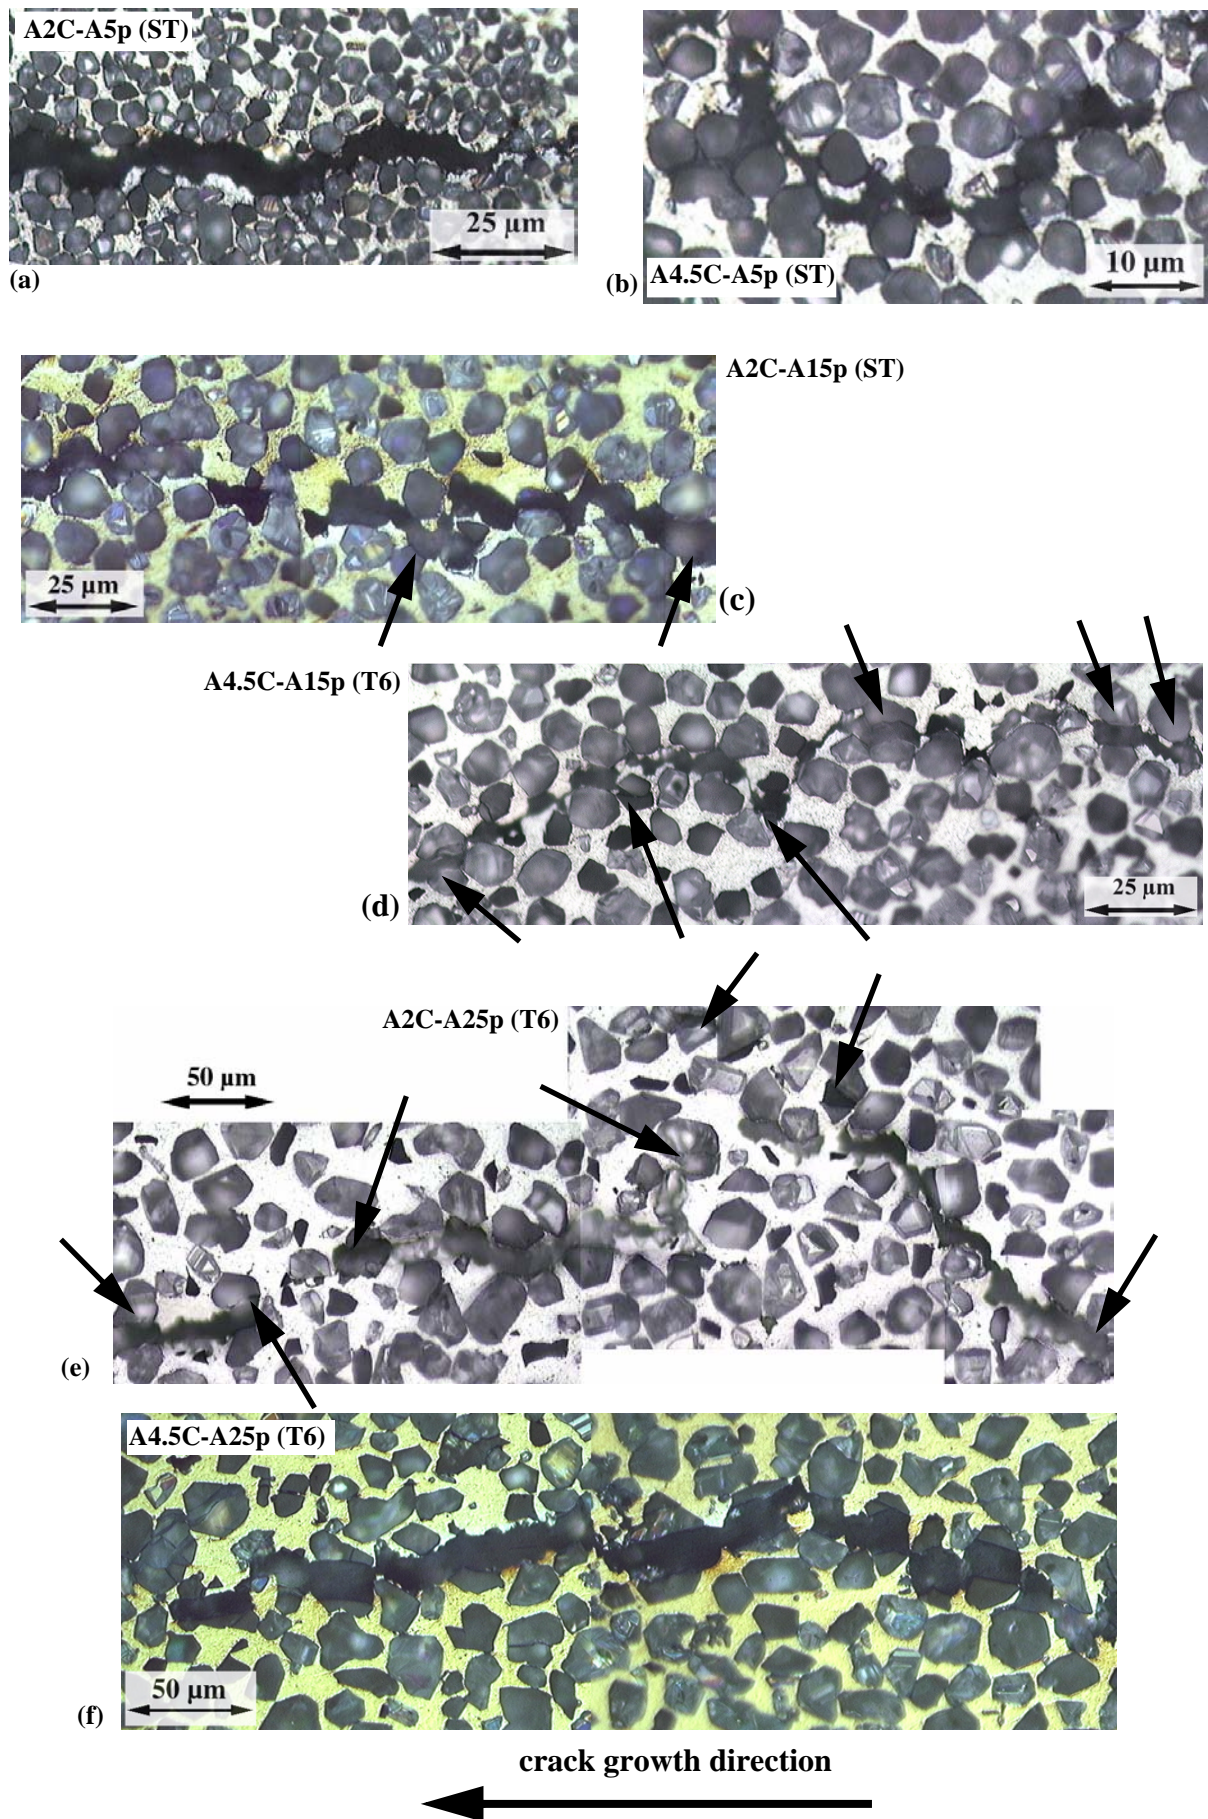 A2C-A5p (ST)
25 µm
(a)
A4.5C-A5p (ST)
10 µm
(b)
A2C-A15p (ST)
25 µm
(c)
A4.5C-A15p (T6)
25 µm
(d)
A2C-A25p (T6)
50 µm
(e)
A4.5C-A25p (T6)
50 µm
(f)
crack growth direction